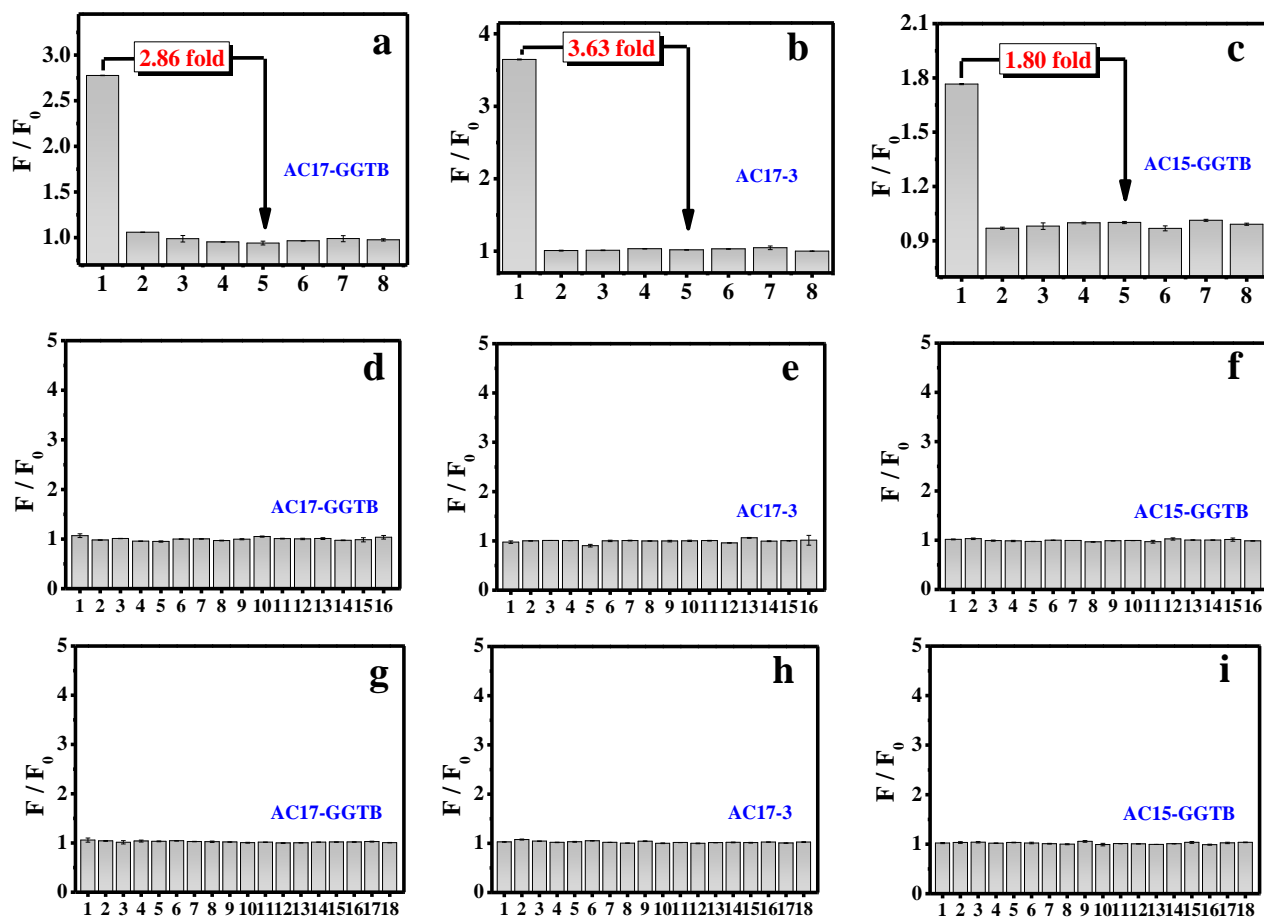 a
2.86 fold
AC17-GGTB
F / F0
3.0
2.5
2.0
1.5
1.0
1 2 3 4 5 6 7 8
b
3.63 fold
AC17-3
F / F0
4
3
2
1
1 2 3 4 5 6 7 8
c
1.80 fold
AC15-GGTB
F / F0
2.1
1.8
1.5
1.2
0.9
1 2 3 4 5 6 7 8
d
AC17-GGTB
F / F0
5
4
3
2
1
0
1 2 3 4 5 6 7 8 9 10 11 12 13 14 15 16
e
AC17-3
F / F0
5
4
3
2
1
0
1 2 3 4 5 6 7 8 9 10 11 12 13 14 15 16
f
AC15-GGTB
F / F0
5
4
3
2
1
0
1 2 3 4 5 6 7 8 9 10 11 12 13 14 15 16
g
AC17-GGTB
F / F0
5
4
3
2
1
0
1 2 3 4 5 6 7 8 9 10 11 12 13 14 15 16 17 18
h
AC17-3
F / F0
5
4
3
2
1
0
1 2 3 4 5 6 7 8 9 10 11 12 13 14 15 16 17 18
i
AC15-GGTB
F / F0
5
4
3
2
1
0
1 2 3 4 5 6 7 8 9 10 11 12 13 14 15 16 17 18